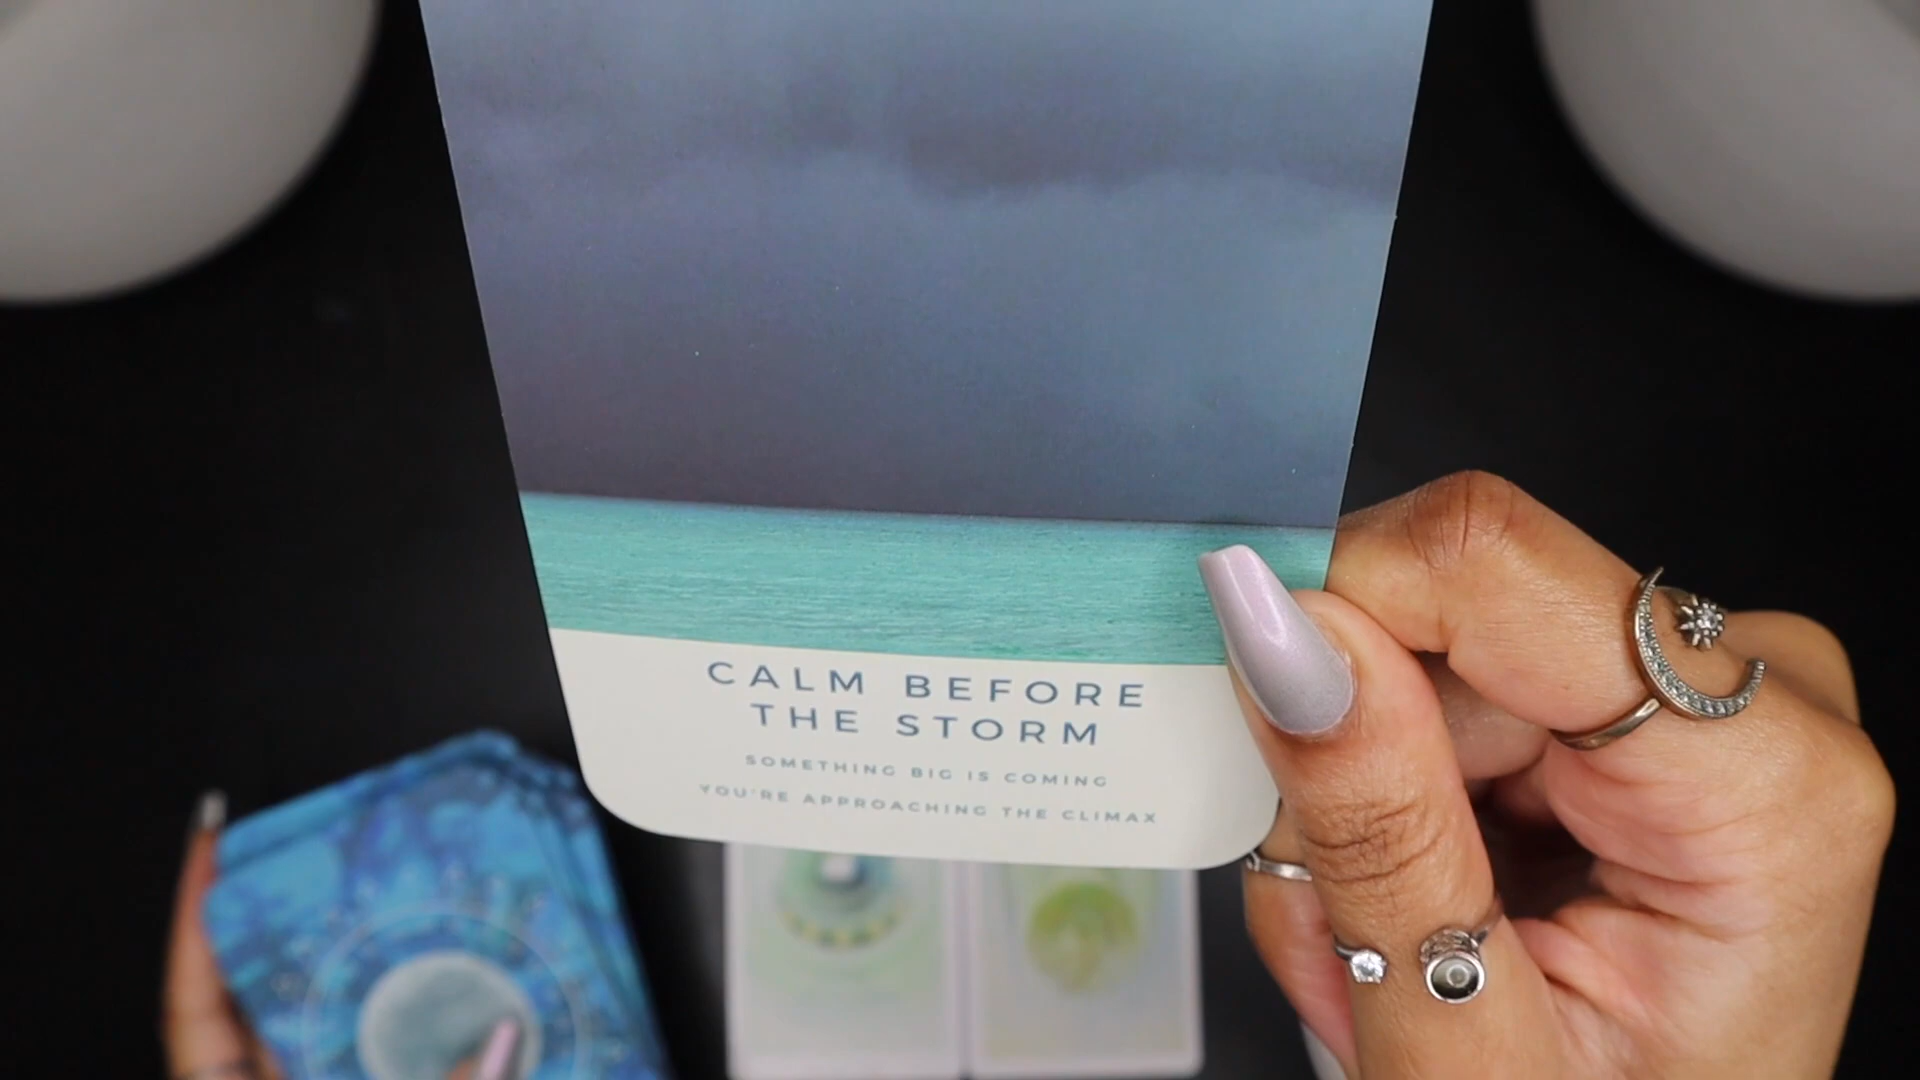 CALM BEFORE
THE STORM
SOMETHING BIG IS COMING
YOU'RE APPROACHING THE CLIMAX